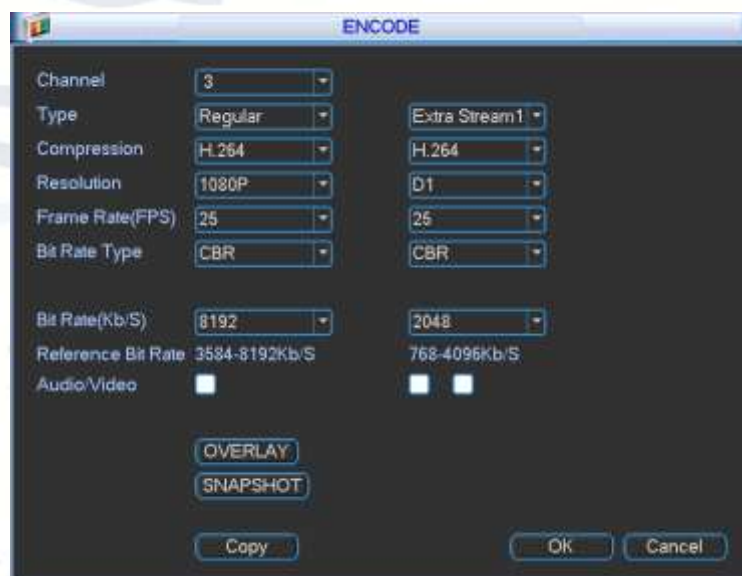 ENCODE
Channel 3
Type Regular Extra Stream1
Compression H.264 H.264
Resolution 1080P D1
Frame Rate(FPS) 25 25
Bit Rate Type CBR CBR
Bit Rate(Kb/S) 8192 2048
Reference Bit Rate 3584-8192Kb/S 768-4096Kb/S
Audio/Video
OVERLAY
SNAPSHOT
Copy OK Cancel